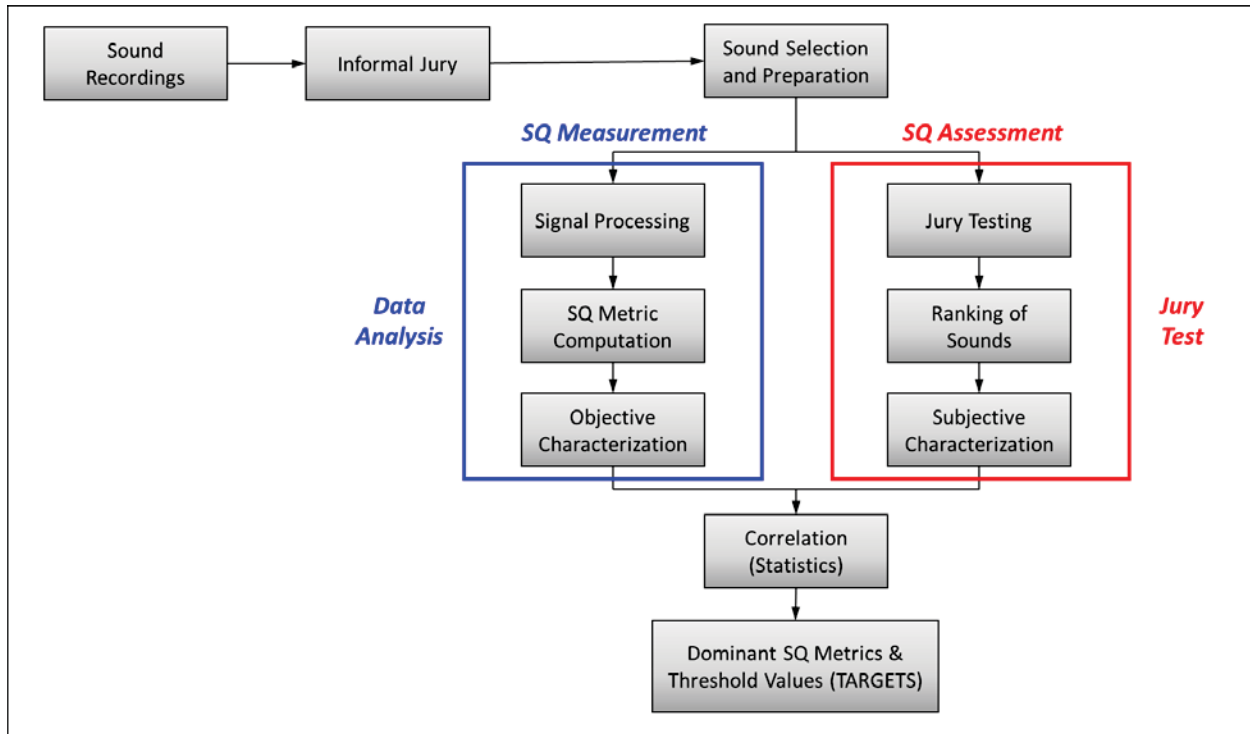 Sound
Recordings
Informal Jury
Sound Selection
and Preparation
SQ Measurement
SQ Assessment
Data
Analysis
Signal Processing
SQ Metric
Computation
Objective
Characterization
Jury Testing
Ranking of
Sounds
Subjective
Characterization
Jury
Test
Correlation
(Statistics)
Dominant SQ Metrics &
Threshold Values (TARGETS)